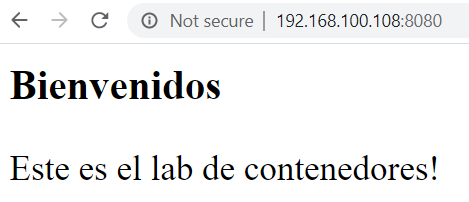 Not secure | 192.168.100.108:8080
Bienvenidos
Este es el lab de contenedores!